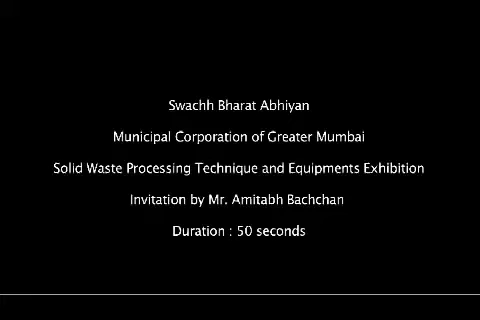 Swachh Bharat Abhiyan
Municipal Corporation of Greater Mumbai
Solid Waste Processing Technique and Equipments Exhibition
Invitation by Mr. Amitabh Bachchan
Duration : 50 seconds